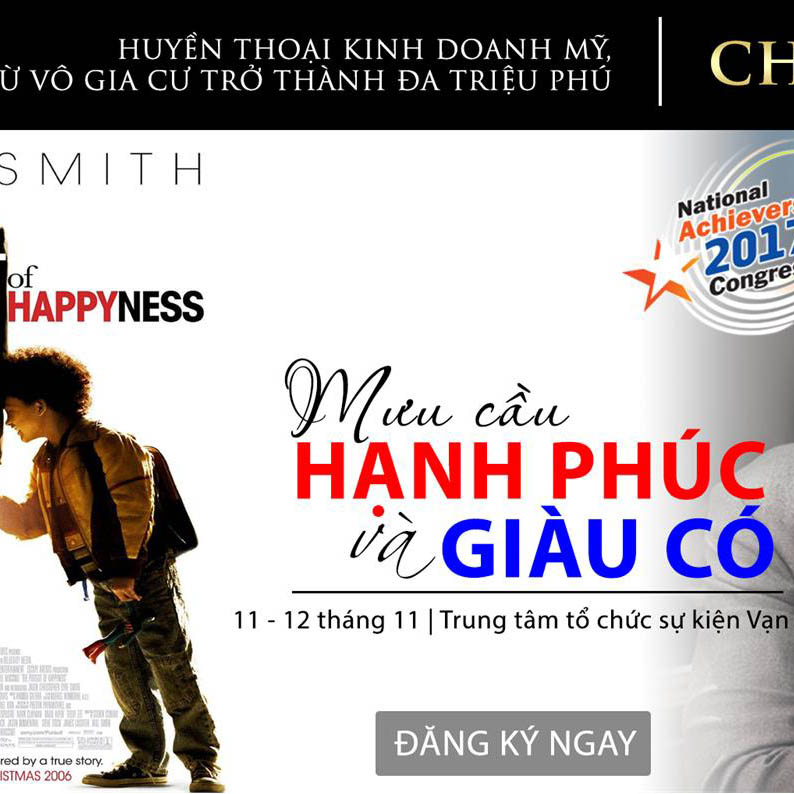 HUYỀN THOẠI KINH DOANH MỸ,
Ừ VÔ GIA CƯ TRỞ THÀNH ĐA TRIỆU PHÚ
CH
SMITH
of
HAPPYNESS
National
Achievers
2017
Congress
Mưu cầu
HẠNH PHÚC
và GIÀU CÓ
11 - 12 tháng 11 | Trung tâm tổ chức sự kiện Vạn
ĐĂNG KÝ NGAY
red by a true story.
ISTMAS 2006